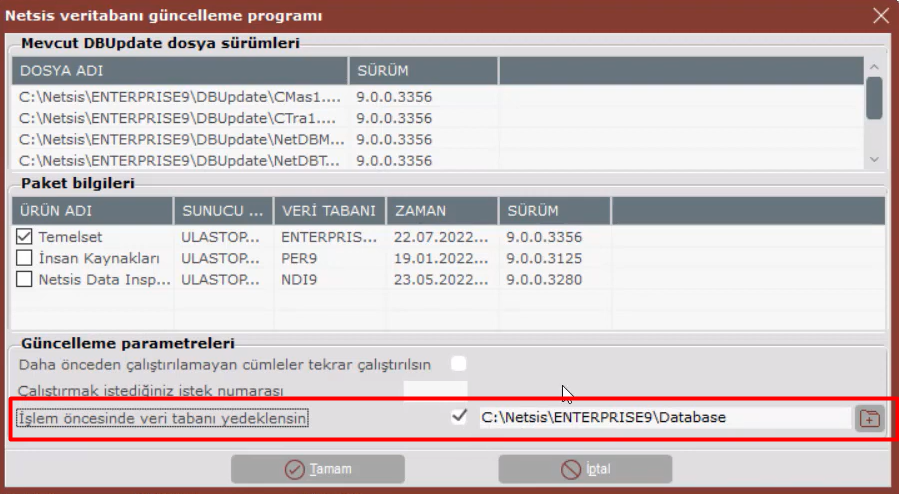 Netsis veritabanı güncelleme programı
Mevcut DBUpdate dosya sürümleri
DOSYA ADI SÜRÜM
C:\Netsis\ENTERPRISE9\DBUpdate\CMas1.... 9.0.0.3356
C:\Netsis\ENTERPRISE9\DBUpdate\CTra1.... 9.0.0.3356
C:\Netsis\ENTERPRISE9\DBUpdate\NetDBM... 9.0.0.3356
C:\Netsis\ENTERPRISE9\DBUpdate\NetDBT... 9.0.0.3356
Paket bilgileri
ÜRÜN ADI SUNUCU ... VERİ TABANI ZAMAN SÜRÜM
Temelset ULASTOP... ENTERPRIS... 22.07.2022... 9.0.0.3356
İnsan Kaynakları ULASTOP... PER9 19.01.2022... 9.0.0.3125
Netsis Data Insp... ULASTOP... NDI9 23.05.2022... 9.0.0.3280
Güncelleme parametreleri
Daha önceden çalıştırılamayan cümleler tekrar çalıştırılsın
Çalıştırmak istediğiniz istek numarası
İşlem öncesinde veri tabanı yedeklensin C:\Netsis\ENTERPRISE9\Database
Tamam İptal